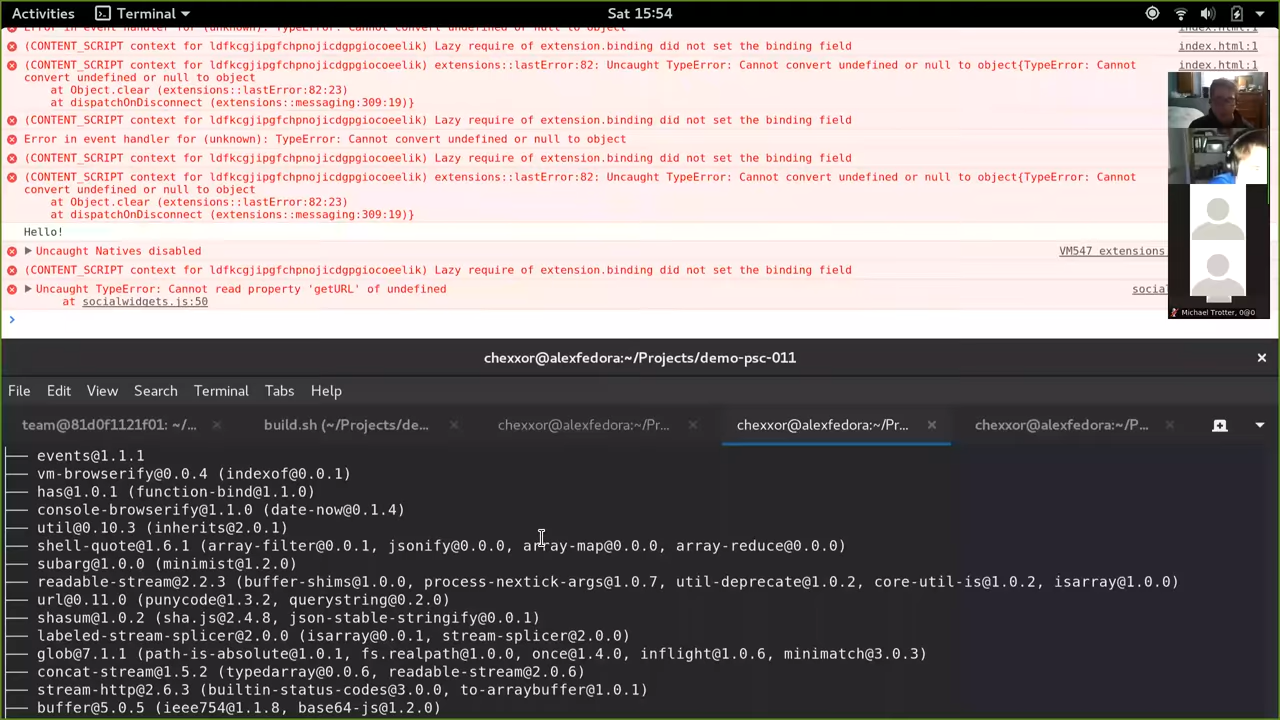 Activities Terminal Sat 15:54
Error in event handler for (unknown): TypeError: Cannot convert undefined or null to object index.html:1
(CONTENT_SCRIPT context for ldfkcgjipgfchpnojicdgpgiocoeelik) Lazy require of extension.binding did not set the binding field index.html:1
(CONTENT_SCRIPT context for ldfkcgjipgfchpnojicdgpgiocoeelik) extensions::lastError:82: Uncaught TypeError: Cannot convert undefined or null to object{TypeError: Cannot index.html:1
convert undefined or null to object
at Object.clear (extensions::lastError:82:23)
at dispatchOnDisconnect (extensions::messaging:309:19)}
(CONTENT_SCRIPT context for ldfkcgjipgfchpnojicdgpgiocoeelik) Lazy require of extension.binding did not set the binding field
Error in event handler for (unknown): TypeError: Cannot convert undefined or null to object
(CONTENT_SCRIPT context for ldfkcgjipgfchpnojicdgpgiocoeelik) Lazy require of extension.binding did not set the binding field
(CONTENT_SCRIPT context for ldfkcgjipgfchpnojicdgpgiocoeelik) extensions::lastError:82: Uncaught TypeError: Cannot convert undefined or null to object{TypeError: Cannot
convert undefined or null to object
at Object.clear (extensions::lastError:82:23)
at dispatchOnDisconnect (extensions::messaging:309:19)}
Hello!
Uncaught Natives disabled VM547 extensions
(CONTENT_SCRIPT context for ldfkcgjipgfchpnojicdgpgiocoeelik) Lazy require of extension.binding did not set the binding field
Uncaught TypeError: Cannot read property 'getURL' of undefined social
at socialwidgets.js:50
Michael Trotter, 0@0
>
chexxor@alexfedora:~/Projects/demo-psc-011
File Edit View Search Terminal Tabs Help
team@81d0f1121f01: ~/... build.sh (~/Projects/de... chexxor@alexfedora:~/Pr... chexxor@alexfedora:~/Pr... chexxor@alexfedora:~/P...
├── events@1.1.1
├── vm-browserify@0.0.4 (indexof@0.0.1)
├── has@1.0.1 (function-bind@1.1.0)
├── console-browserify@1.1.0 (date-now@0.1.4)
├── util@0.10.3 (inherits@2.0.1)
├── shell-quote@1.6.1 (array-filter@0.0.1, jsonify@0.0.0, array-map@0.0.0, array-reduce@0.0.0)
├── subarg@1.0.0 (minimist@1.2.0)
├── readable-stream@2.2.3 (buffer-shims@1.0.0, process-nextick-args@1.0.7, util-deprecate@1.0.2, core-util-is@1.0.2, isarray@1.0.0)
├── url@0.11.0 (punycode@1.3.2, querystring@0.2.0)
├── shasum@1.0.2 (sha.js@2.4.8, json-stable-stringify@0.0.1)
├── labeled-stream-splicer@2.0.0 (isarray@0.0.1, stream-splicer@2.0.0)
├── glob@7.1.1 (path-is-absolute@1.0.1, fs.realpath@1.0.0, once@1.4.0, inflight@1.0.6, minimatch@3.0.3)
├── concat-stream@1.5.2 (typedarray@0.0.6, readable-stream@2.0.6)
├── stream-http@2.6.3 (builtin-status-codes@3.0.0, to-arraybuffer@1.0.1)
├── buffer@5.0.5 (ieee754@1.1.8, base64-js@1.2.0)